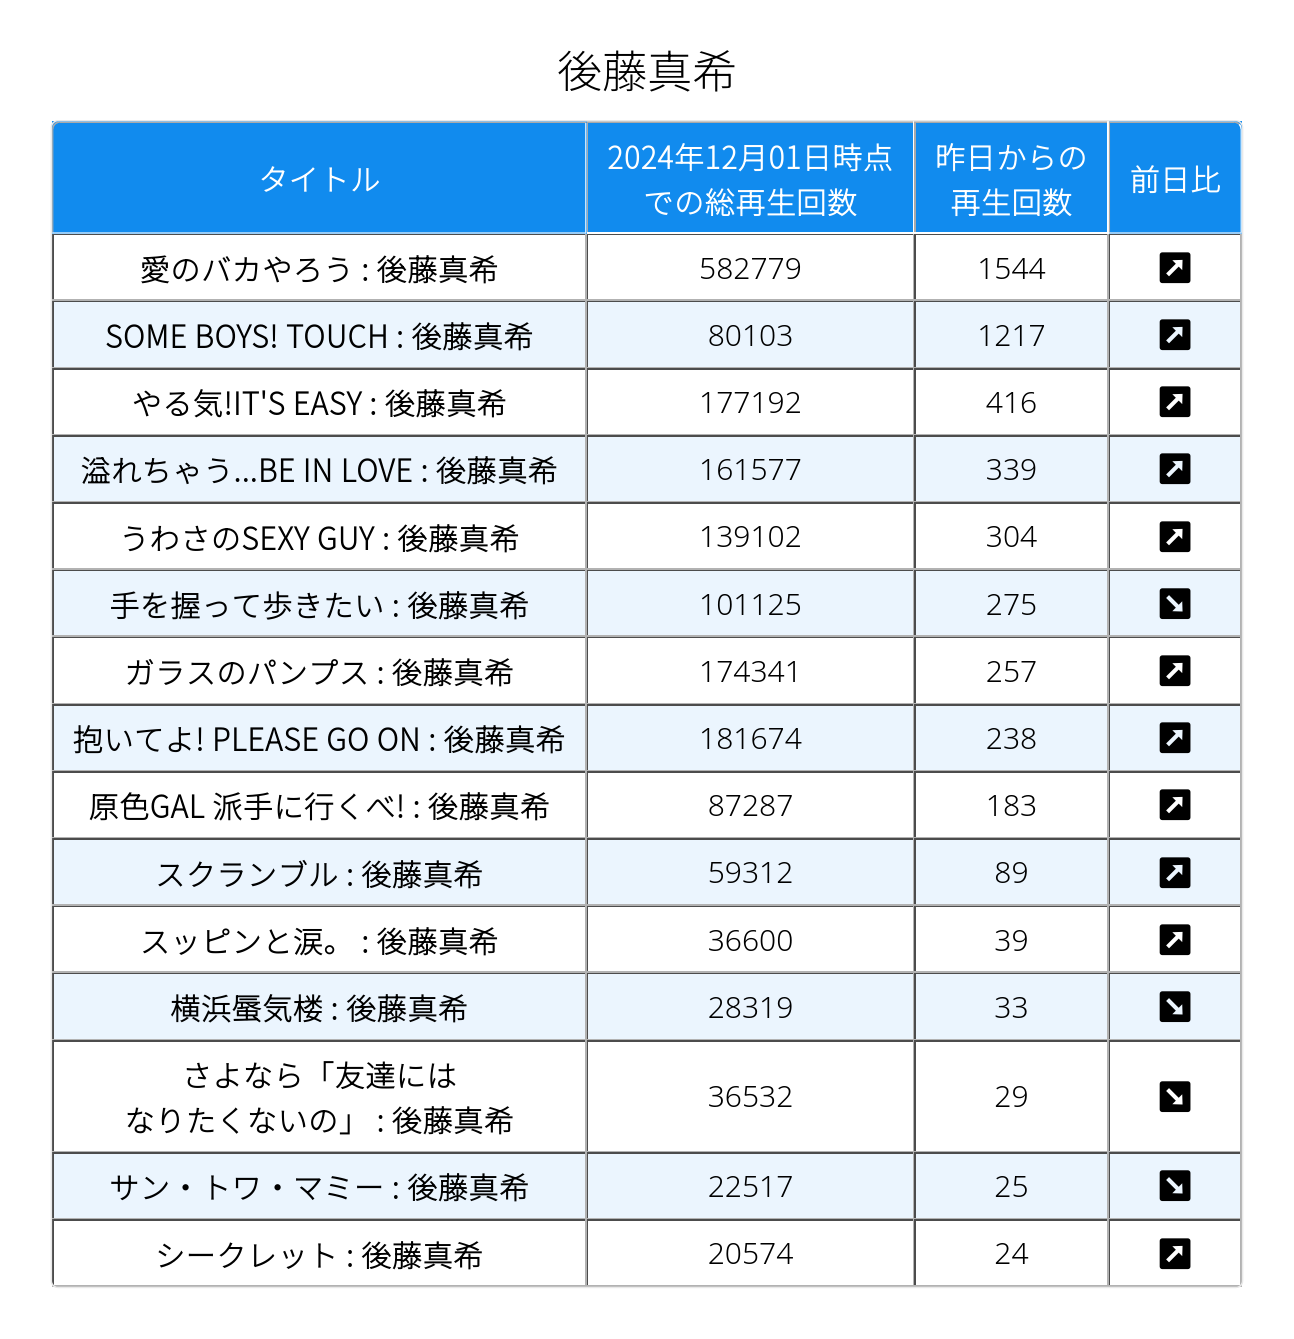 後藤真希
タイトル
2024年12月01日時点
での総再生回数
昨日からの
再生回数
前日比
愛のバカやろう : 後藤真希 582779 1544
SOME BOYS! TOUCH : 後藤真希 80103 1217
やる気!IT'S EASY : 後藤真希 177192 416
溢れちゃう...BE IN LOVE : 後藤真希 161577 339
うわさのSEXY GUY : 後藤真希 139102 304
手を握って歩きたい : 後藤真希 101125 275
ガラスのパンプス : 後藤真希 174341 257
抱いてよ! PLEASE GO ON : 後藤真希 181674 238
原色GAL 派手に行くべ! : 後藤真希 87287 183
スクランブル : 後藤真希 59312 89
スッピンと涙。 : 後藤真希 36600 39
横浜蜃気楼 : 後藤真希 28319 33
さよなら「友達には
なりたくないの」 : 後藤真希 36532 29
サン・トワ・マミー : 後藤真希 22517 25
シークレット : 後藤真希 20574 24